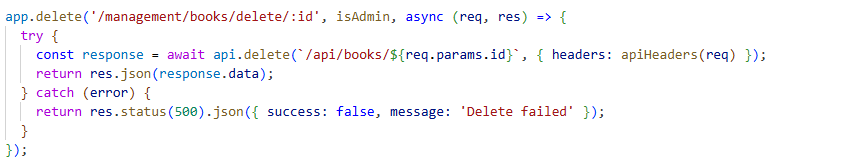 app.delete('/management/books/delete/:id', isAdmin, async (req, res) => {
  try {
    const response = await api.delete(`/api/books/${req.params.id}`, { headers: apiHeaders(req) });
    return res.json(response.data);
  } catch (error) {
    return res.status(500).json({ success: false, message: 'Delete failed' });
  }
});